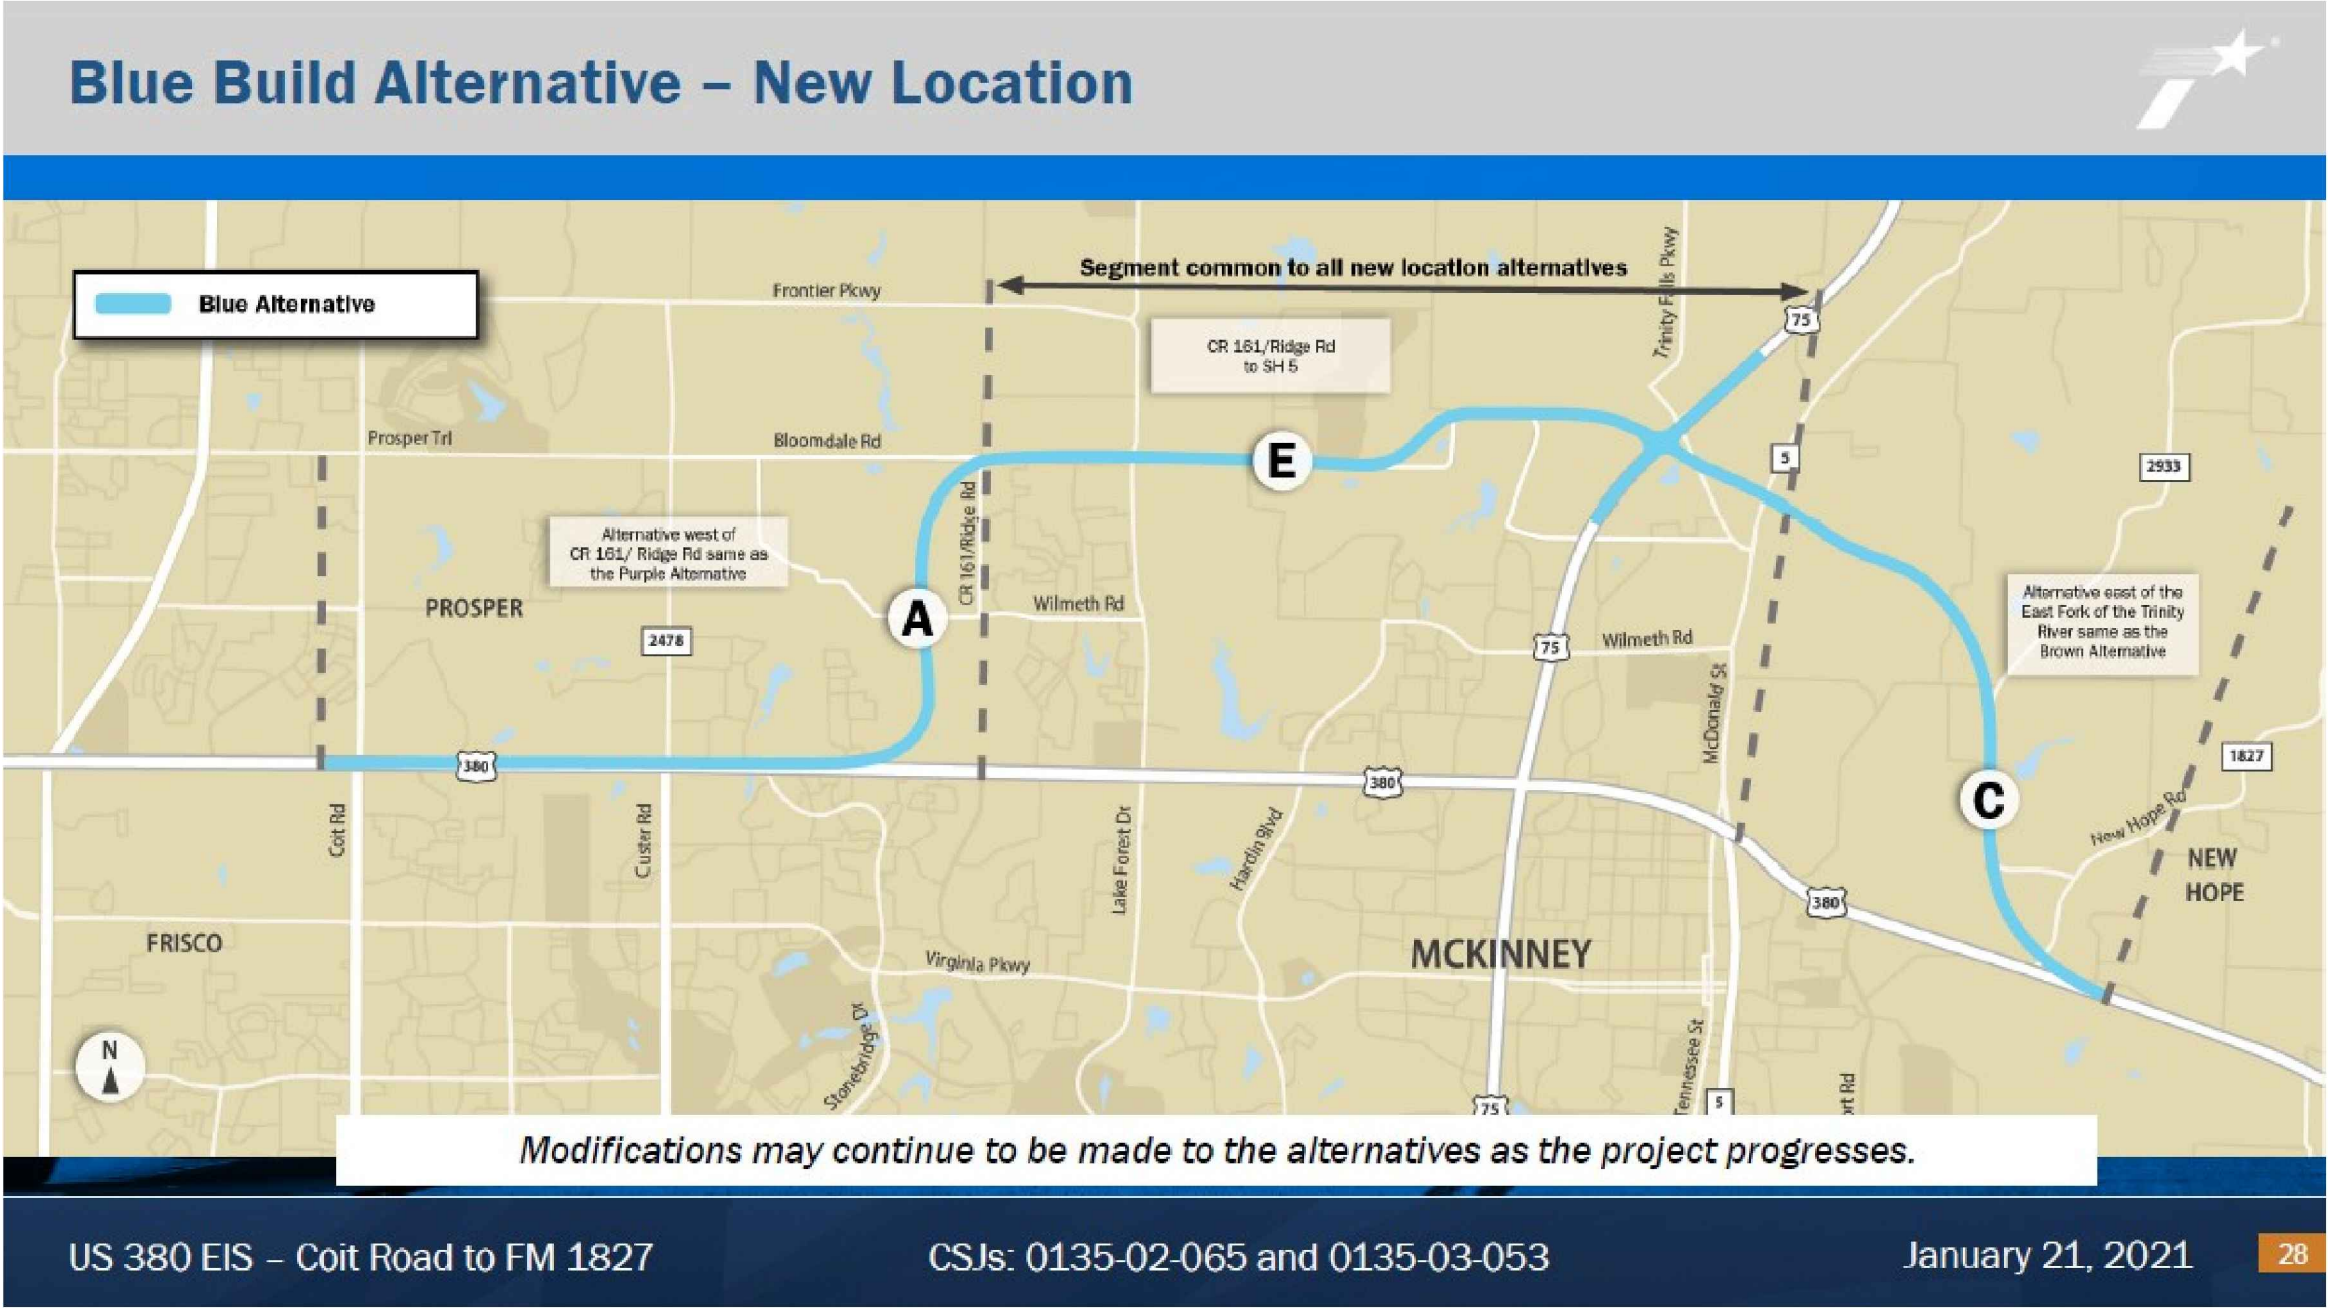 Blue Build Alternative – New Location
Segment common to all new location alternatives
Blue Alternative
Frontier Pkwy
Trinity Falls Pkwy
75
CR 161/Ridge Rd
to SH 5
Prosper Trl
Bloomdale Rd
E
5
2933
CR 161/Ridge Rd
Alternative west of
CR 161/ Ridge Rd same as
the Purple Alternative
PROSPER
2478
A
Wilmeth Rd
75
Wilmeth Rd
Alternative east of the
East Fork of the Trinity
River same as the
Brown Alternative
McDonald St
380
380
1827
C
New Hope Rd
Coit Rd
Custer Rd
Lake Forest Dr
Hardin Blvd
NEW
HOPE
380
FRISCO
Virginia Pkwy
MCKINNEY
N
Stonebridge Dr
Tennessee St
75
5
rt Rd
Modifications may continue to be made to the alternatives as the project progresses.
US 380 EIS – Coit Road to FM 1827
CSJs: 0135-02-065 and 0135-03-053
January 21, 2021
28